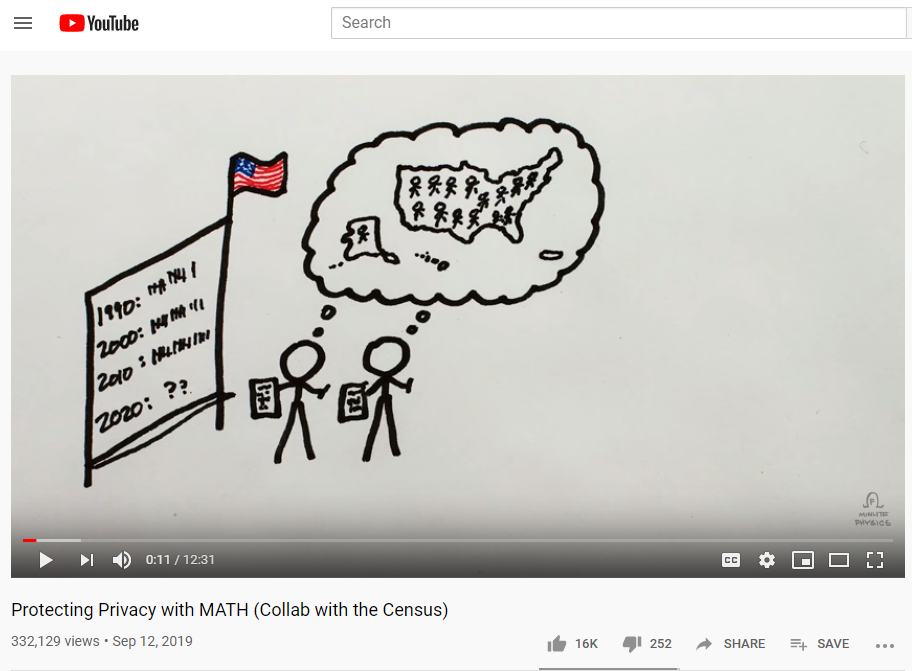 YouTube
Search
1990:
2000:
2010:
2020: ??
MINUTE
PHYSICS
0:11 / 12:31
CC
Protecting Privacy with MATH (Collab with the Census)
332,129 views • Sep 12, 2019
16K 252 SHARE SAVE